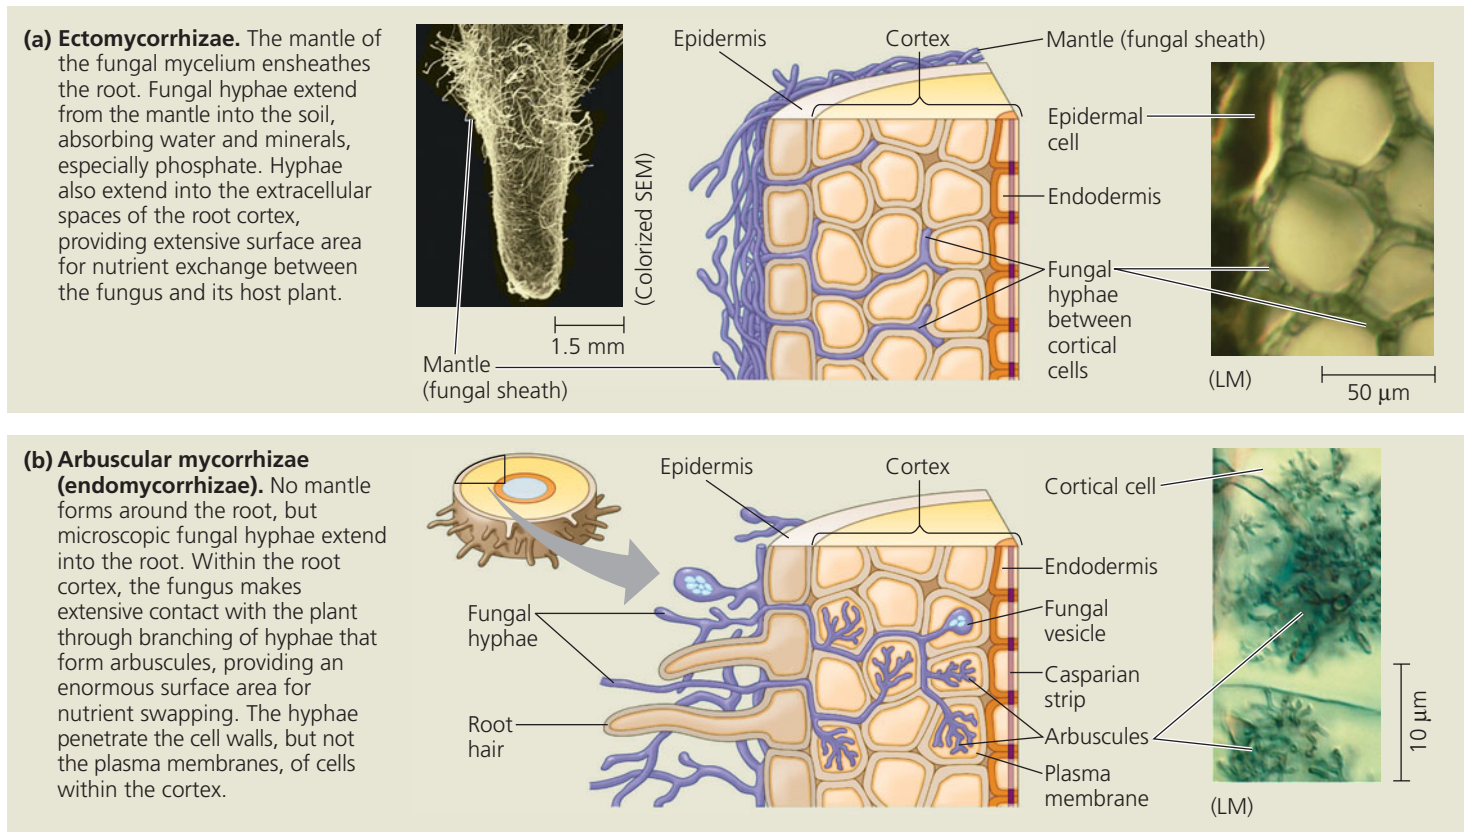 (a) Ectomycorrhizae. The mantle of
the fungal mycelium ensheathes
the root. Fungal hyphae extend
from the mantle into the soil,
absorbing water and minerals,
especially phosphate. Hyphae
also extend into the extracellular
spaces of the root cortex,
providing extensive surface area
for nutrient exchange between
the fungus and its host plant.
(Colorized SEM)
1.5 mm
Mantle
(fungal sheath)
Epidermis
Cortex
Mantle (fungal sheath)
Epidermal
cell
Endodermis
Fungal
hyphae
between
cortical
cells
(LM)
50 μm
(b) Arbuscular mycorrhizae
(endomycorrhizae). No mantle
forms around the root, but
microscopic fungal hyphae extend
into the root. Within the root
cortex, the fungus makes
extensive contact with the plant
through branching of hyphae that
form arbuscules, providing an
enormous surface area for
nutrient swapping. The hyphae
penetrate the cell walls, but not
the plasma membranes, of cells
within the cortex.
Epidermis
Cortex
Fungal
hyphae
Root
hair
Cortical cell
Endodermis
Fungal
vesicle
Casparian
strip
Arbuscules
Plasma
membrane
(LM)
10 μm